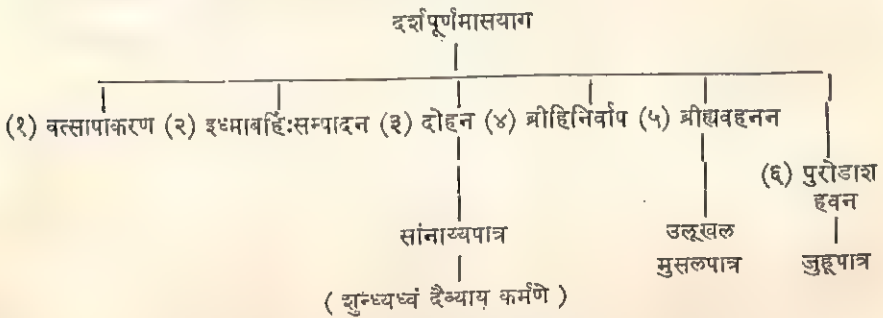 दर्शपूर्णमासयाग
(१) वत्सापाकरण (२) इध्माबर्हिःसम्पादन (३) दोहन (४) व्रीहिनिर्वाप (५) व्रीह्यवहनन
(६) पुरोडाश
हवन
सांनाय्यपात्र
उलूखल
मुसलपात्र
जुहूपात्र
( शुन्ध्यध्वं दैव्याय कर्मणे )